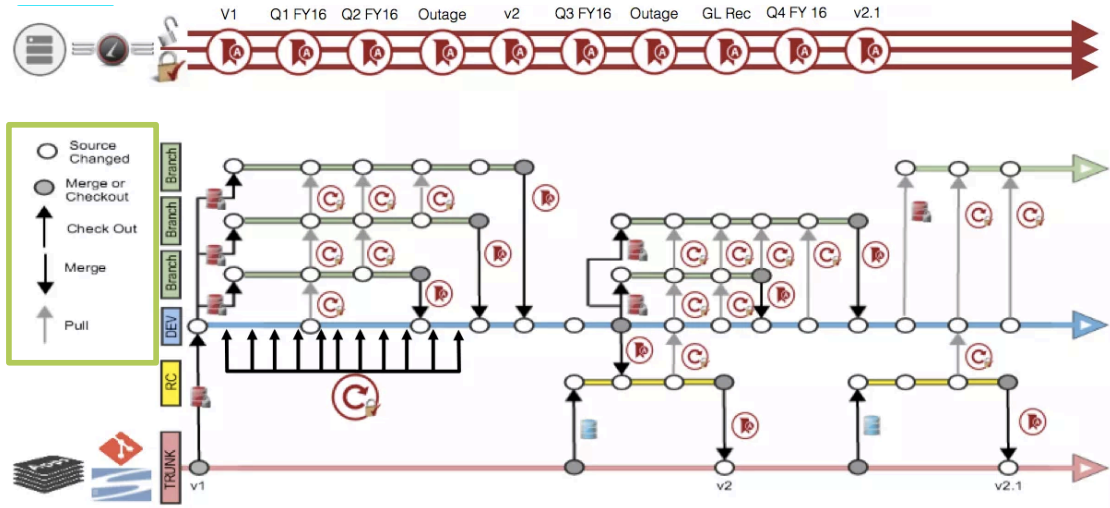 V1 Q1 FY16 Q2 FY16 Outage v2 Q3 FY16 Outage GL Rec Q4 FY 16 v2.1
A A A A A A A A A A
Source
Changed
Merge or
Checkout
Check Out
Merge
Pull
Branch
Branch
Branch
DEV
RC
TRUNK
Apps
v1
v2
v2.1